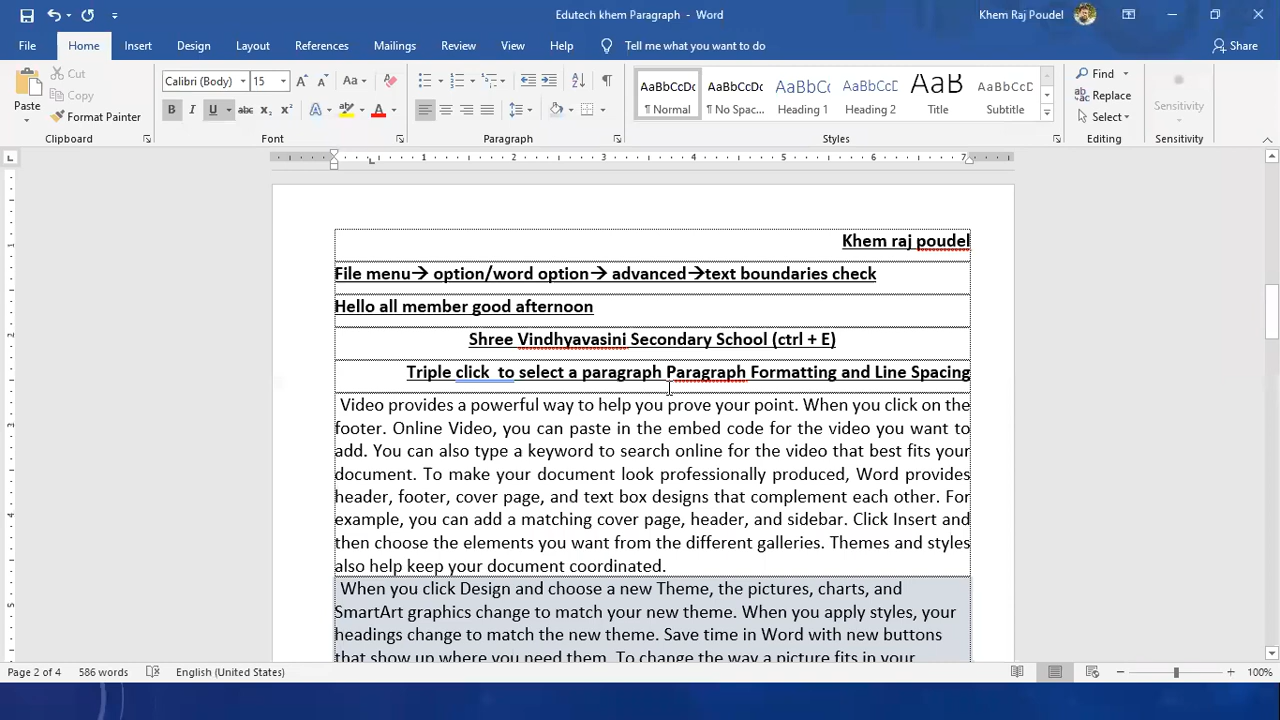 Edutech khem Paragraph - Word
Khem Raj Poudel
File Home Insert Design Layout References Mailings Review View Help Tell me what you want to do Share
Paste
Cut
Copy
Format Painter
Clipboard
Calibri (Body) 15
Font
Paragraph
AaBbCcDc AaBbCcDc AaBbC AaBbCc AaB AaBbCcD
¶ Normal ¶ No Spac... Heading 1 Heading 2 Title Subtitle
Styles
Find
Replace
Select
Editing
Sensitivity
Sensitivity
1 2 3 4 5 6 7
Khem raj poudel
File menu→ option/word option→ advanced→text boundaries check
Hello all member good afternoon
Shree Vindhyavasini Secondary School (ctrl + E)
Triple click  to select a paragraph Paragraph Formatting and Line Spacing
Video provides a powerful way to help you prove your point. When you click on the
footer. Online Video, you can paste in the embed code for the video you want to
add. You can also type a keyword to search online for the video that best fits your
document. To make your document look professionally produced, Word provides
header, footer, cover page, and text box designs that complement each other. For
example, you can add a matching cover page, header, and sidebar. Click Insert and
then choose the elements you want from the different galleries. Themes and styles
also help keep your document coordinated.
When you click Design and choose a new Theme, the pictures, charts, and
SmartArt graphics change to match your new theme. When you apply styles, your
headings change to match the new theme. Save time in Word with new buttons
that show up where you need them. To change the way a picture fits in your
Page 2 of 4 586 words English (United States) 100%